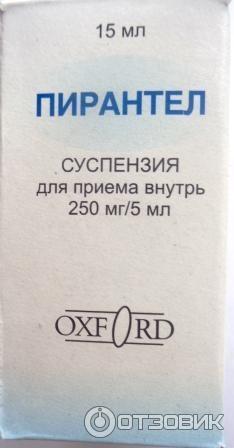 15 мл
ПИРАНТЕЛ
СУСПЕНЗИЯ
для приема внутрь
250 мг/5 мл
OXFORD
ОТЗОВИК